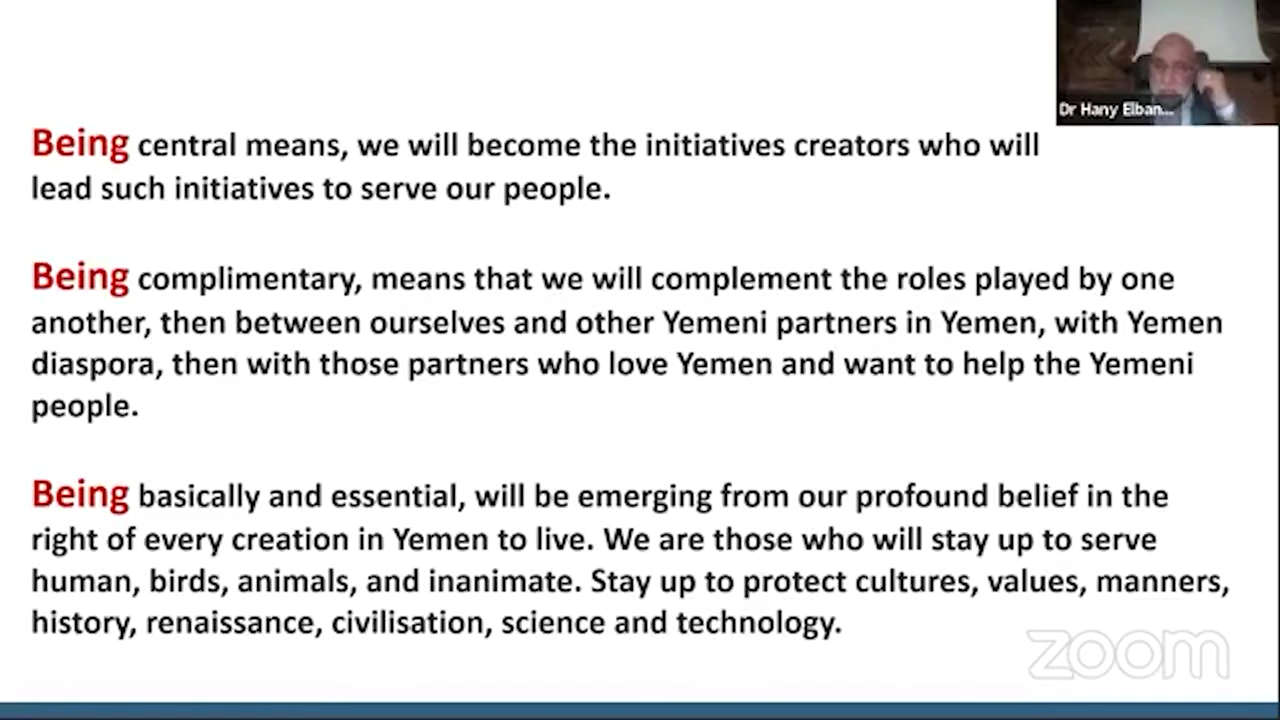 Dr Hany Elban...
Being central means, we will become the initiatives creators who will
lead such initiatives to serve our people.
Being complimentary, means that we will complement the roles played by one
another, then between ourselves and other Yemeni partners in Yemen, with Yemen
diaspora, then with those partners who love Yemen and want to help the Yemeni
people.
Being basically and essential, will be emerging from our profound belief in the
right of every creation in Yemen to live. We are those who will stay up to serve
human, birds, animals, and inanimate. Stay up to protect cultures, values, manners,
history, renaissance, civilisation, science and technology.
zoom